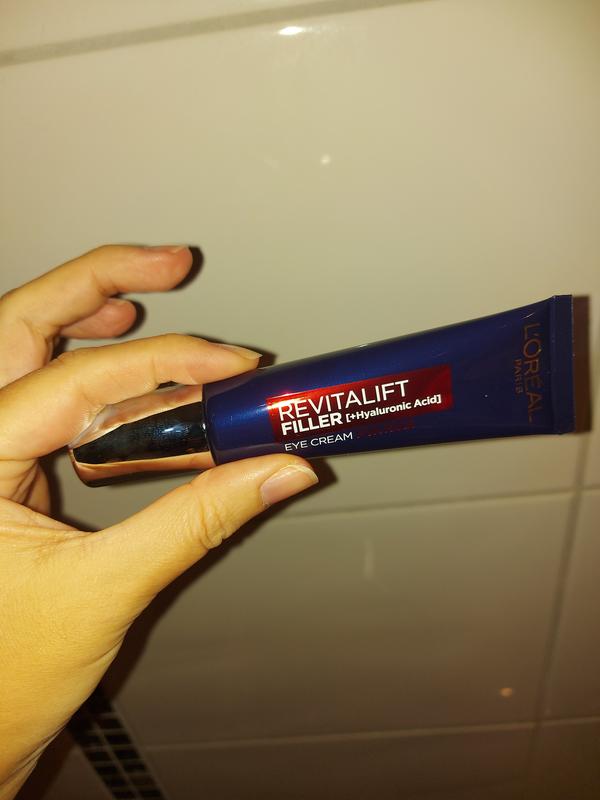 REVITALIFT
FILLER [+Hyaluronic Acid]
EYE CREAM
L'ORÉAL
PARIS